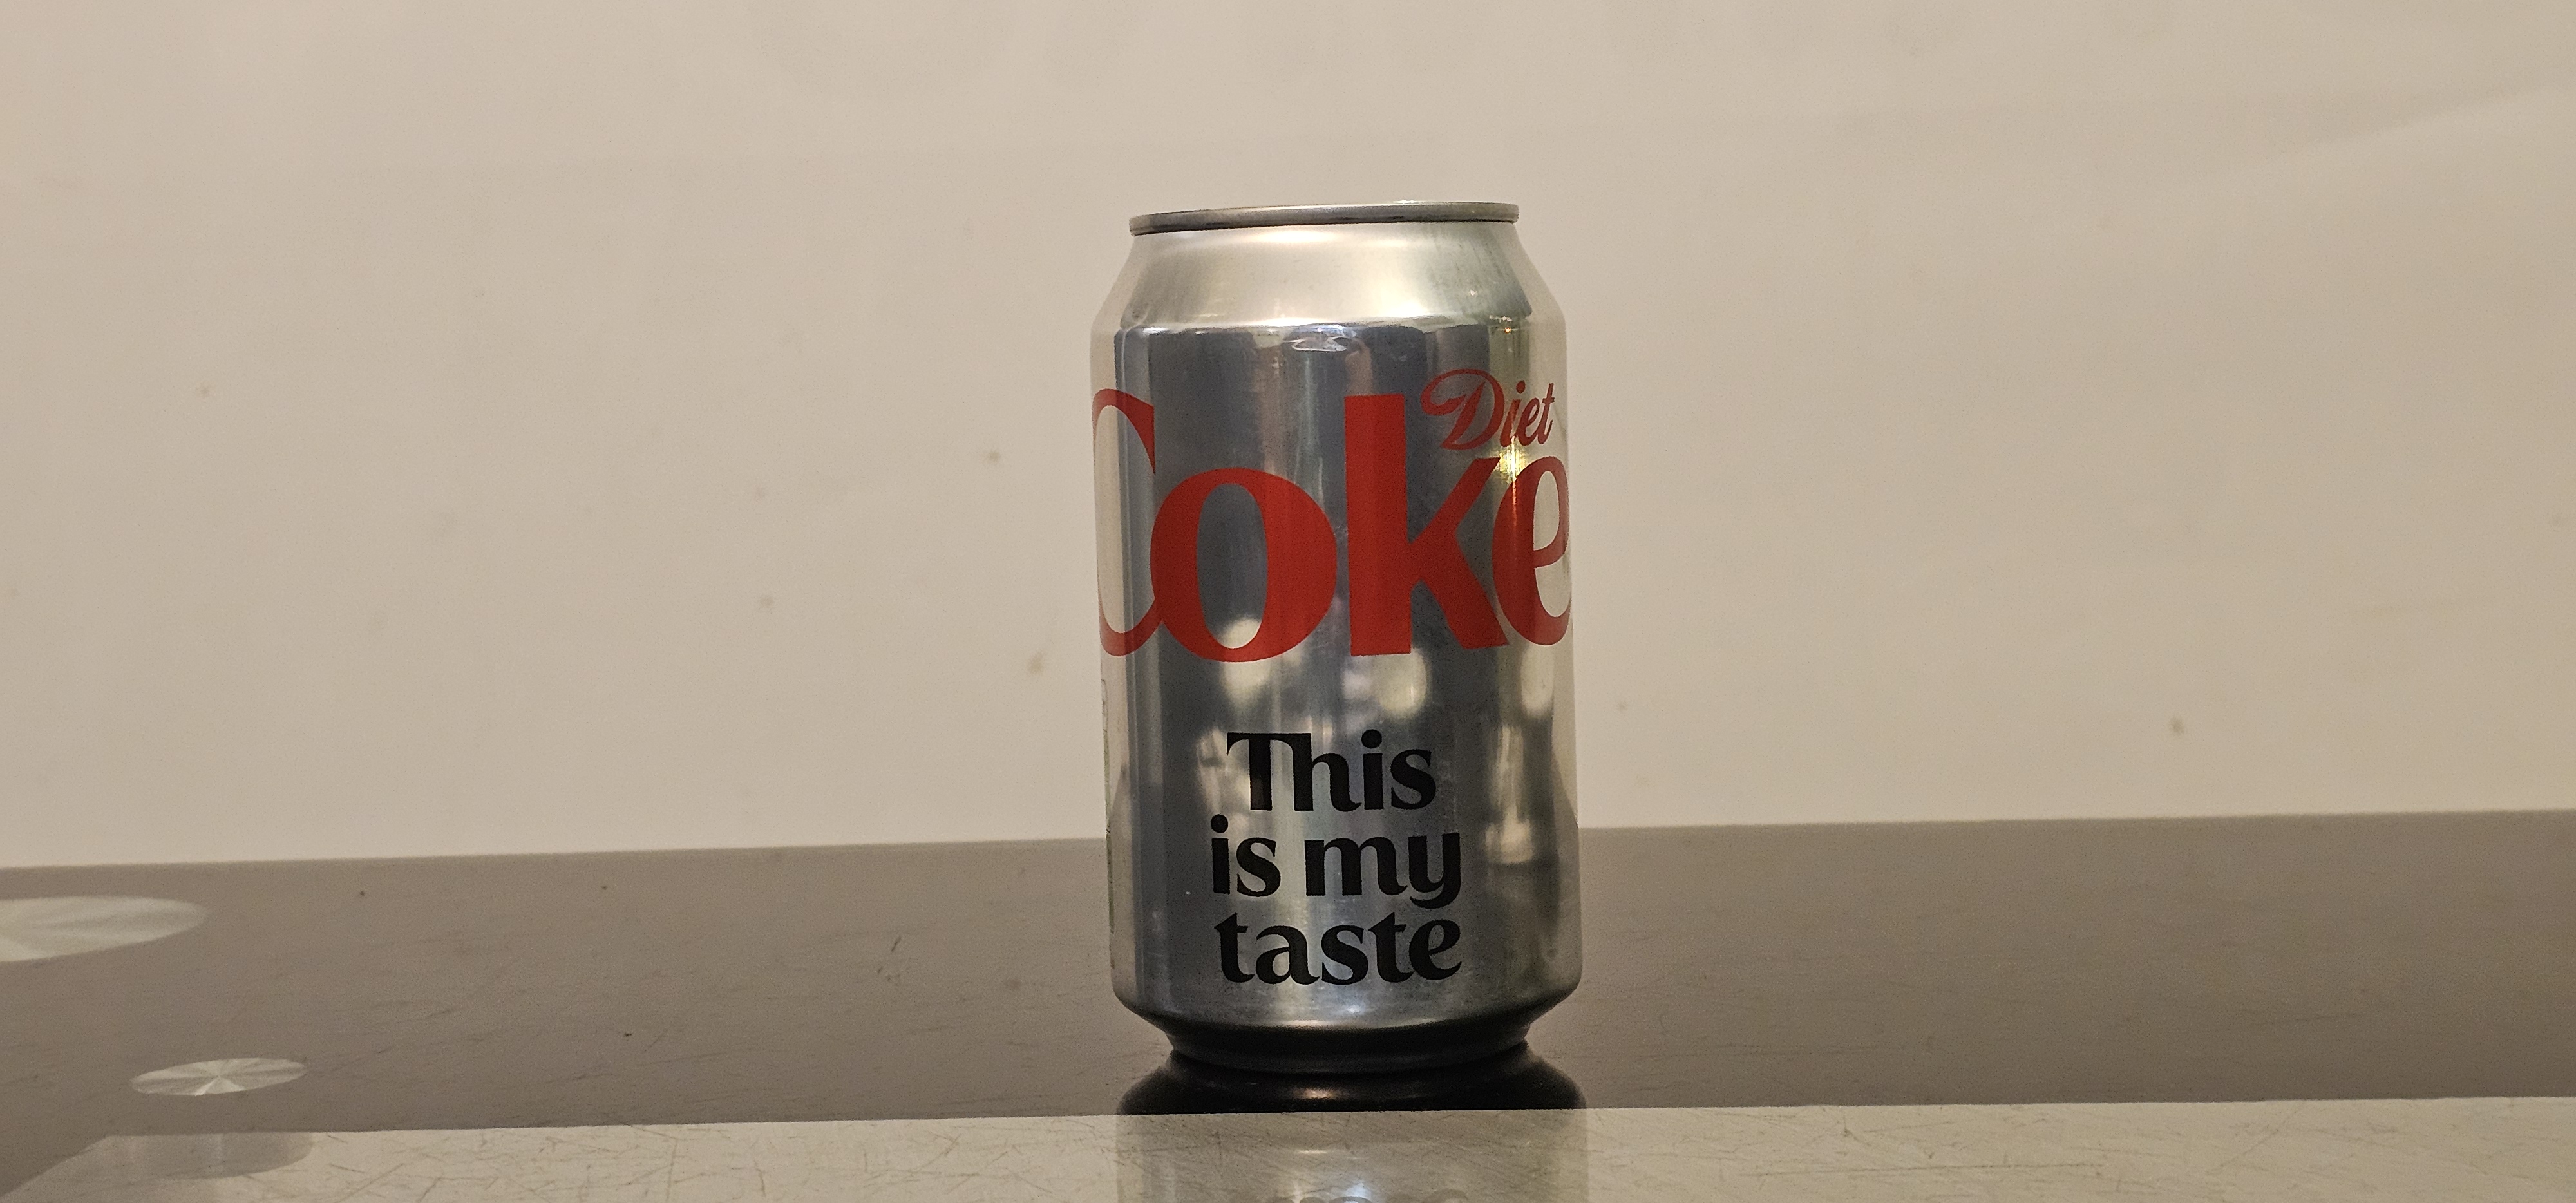 Diet
Coke
This
is my
taste